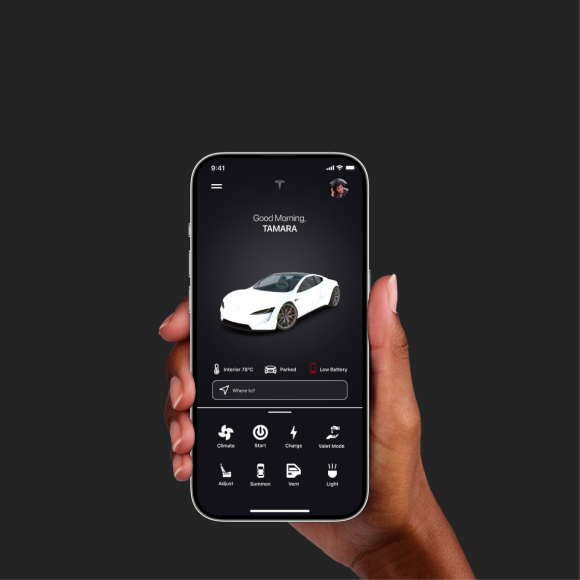 9:41
Good Morning,
TAMARA
Interior 78°C
Parked
Low Battery
Where to?
Climate
Start
Charge
Valet Mode
Adjust
Summon
Vent
Light